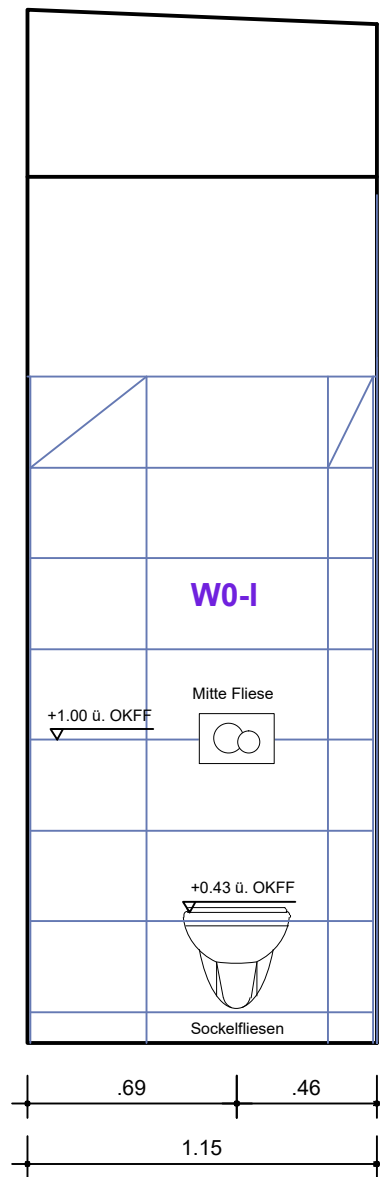 W0-I
Mitte Fliese
+1.00 ü. OKFF
+0.43 ü. OKFF
Sockelfliesen
.69 .46
1.15